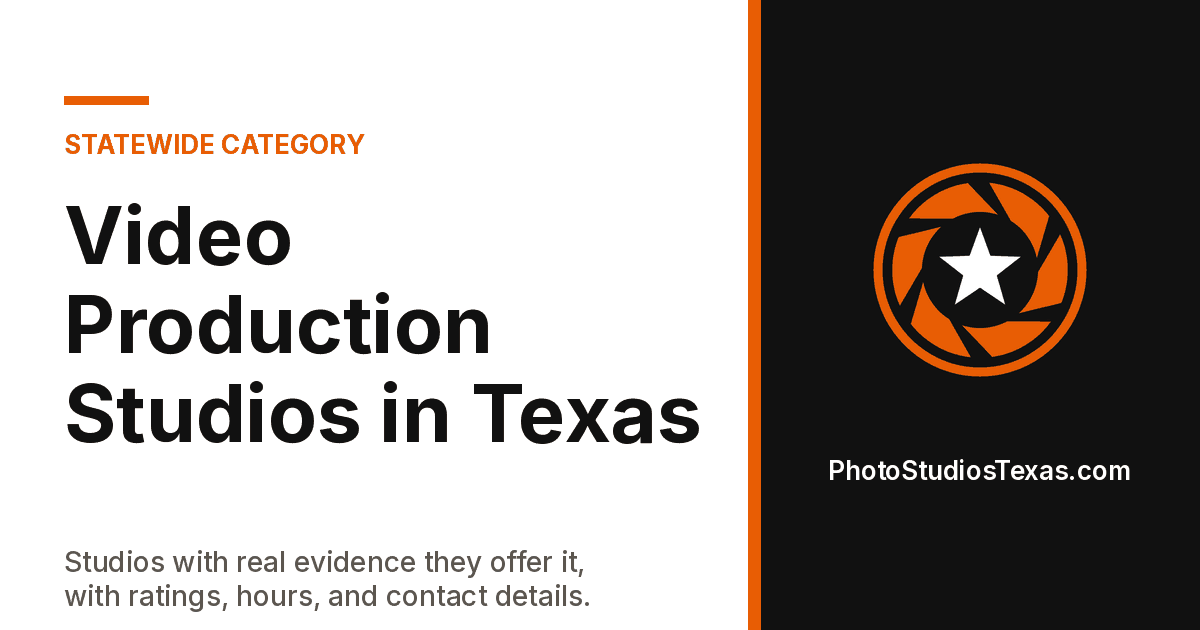 STATEWIDE CATEGORY
Video
Production
Studios in Texas
Studios with real evidence they offer it,
with ratings, hours, and contact details.
PhotoStudiosTexas.com